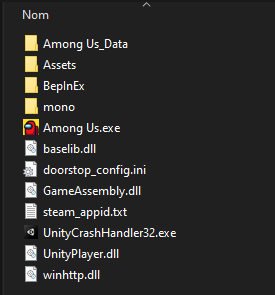 Nom
Among Us_Data
Assets
BepInEx
mono
Among Us.exe
baselib.dll
doorstop_config.ini
GameAssembly.dll
steam_appid.txt
UnityCrashHandler32.exe
UnityPlayer.dll
winhttp.dll